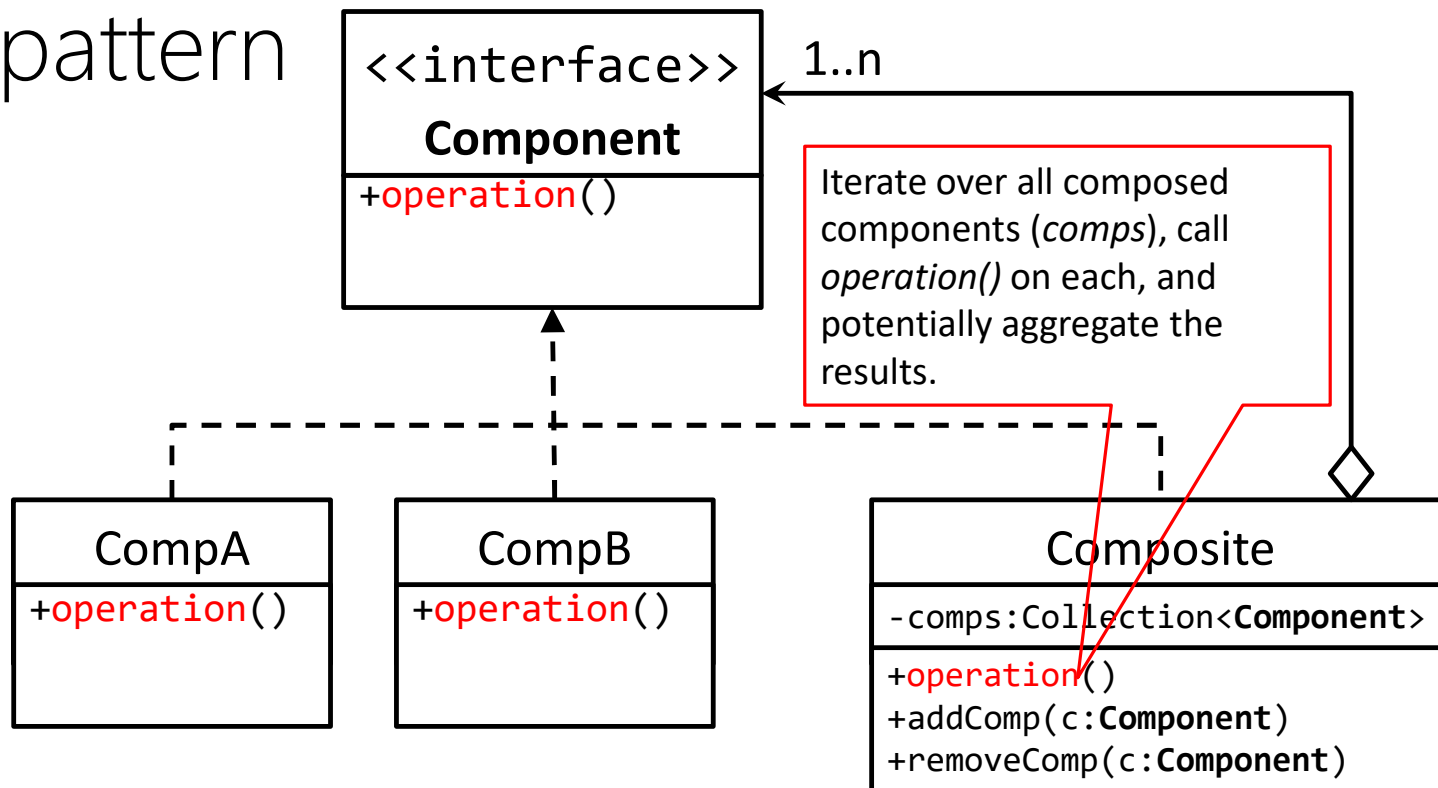 pattern
<<interface>>
Component
+operation()
1..n
Iterate over all composed
components (comps), call
operation() on each, and
potentially aggregate the
results.
CompA
+operation()
CompB
+operation()
Composite
-comps:Collection<Component>
+operation()
+addComp(c:Component)
+removeComp(c:Component)